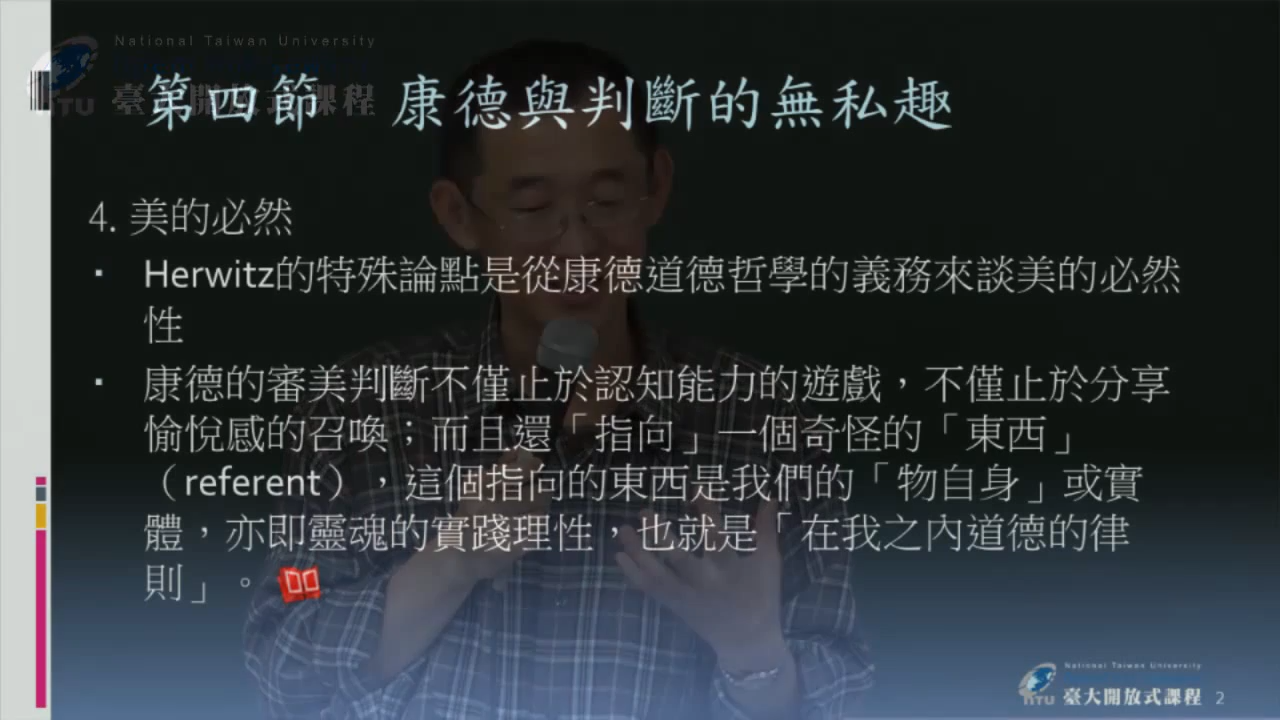 National Taiwan University
臺大開放式課程
NTU
第四節 康德與判斷的無私趣
4. 美的必然
▪ Herwitz的特殊論點是從康德道德哲學的義務來談美的必然
性
▪ 康德的審美判斷不僅止於認知能力的遊戲，不僅止於分享
愉悅感的召喚；而且還「指向」一個奇怪的「東西」
（referent），這個指向的東西是我們的「物自身」或實
體，亦即靈魂的實踐理性，也就是「在我之內道德的律
則」。
National Taiwan University
NTU 臺大開放式課程 2